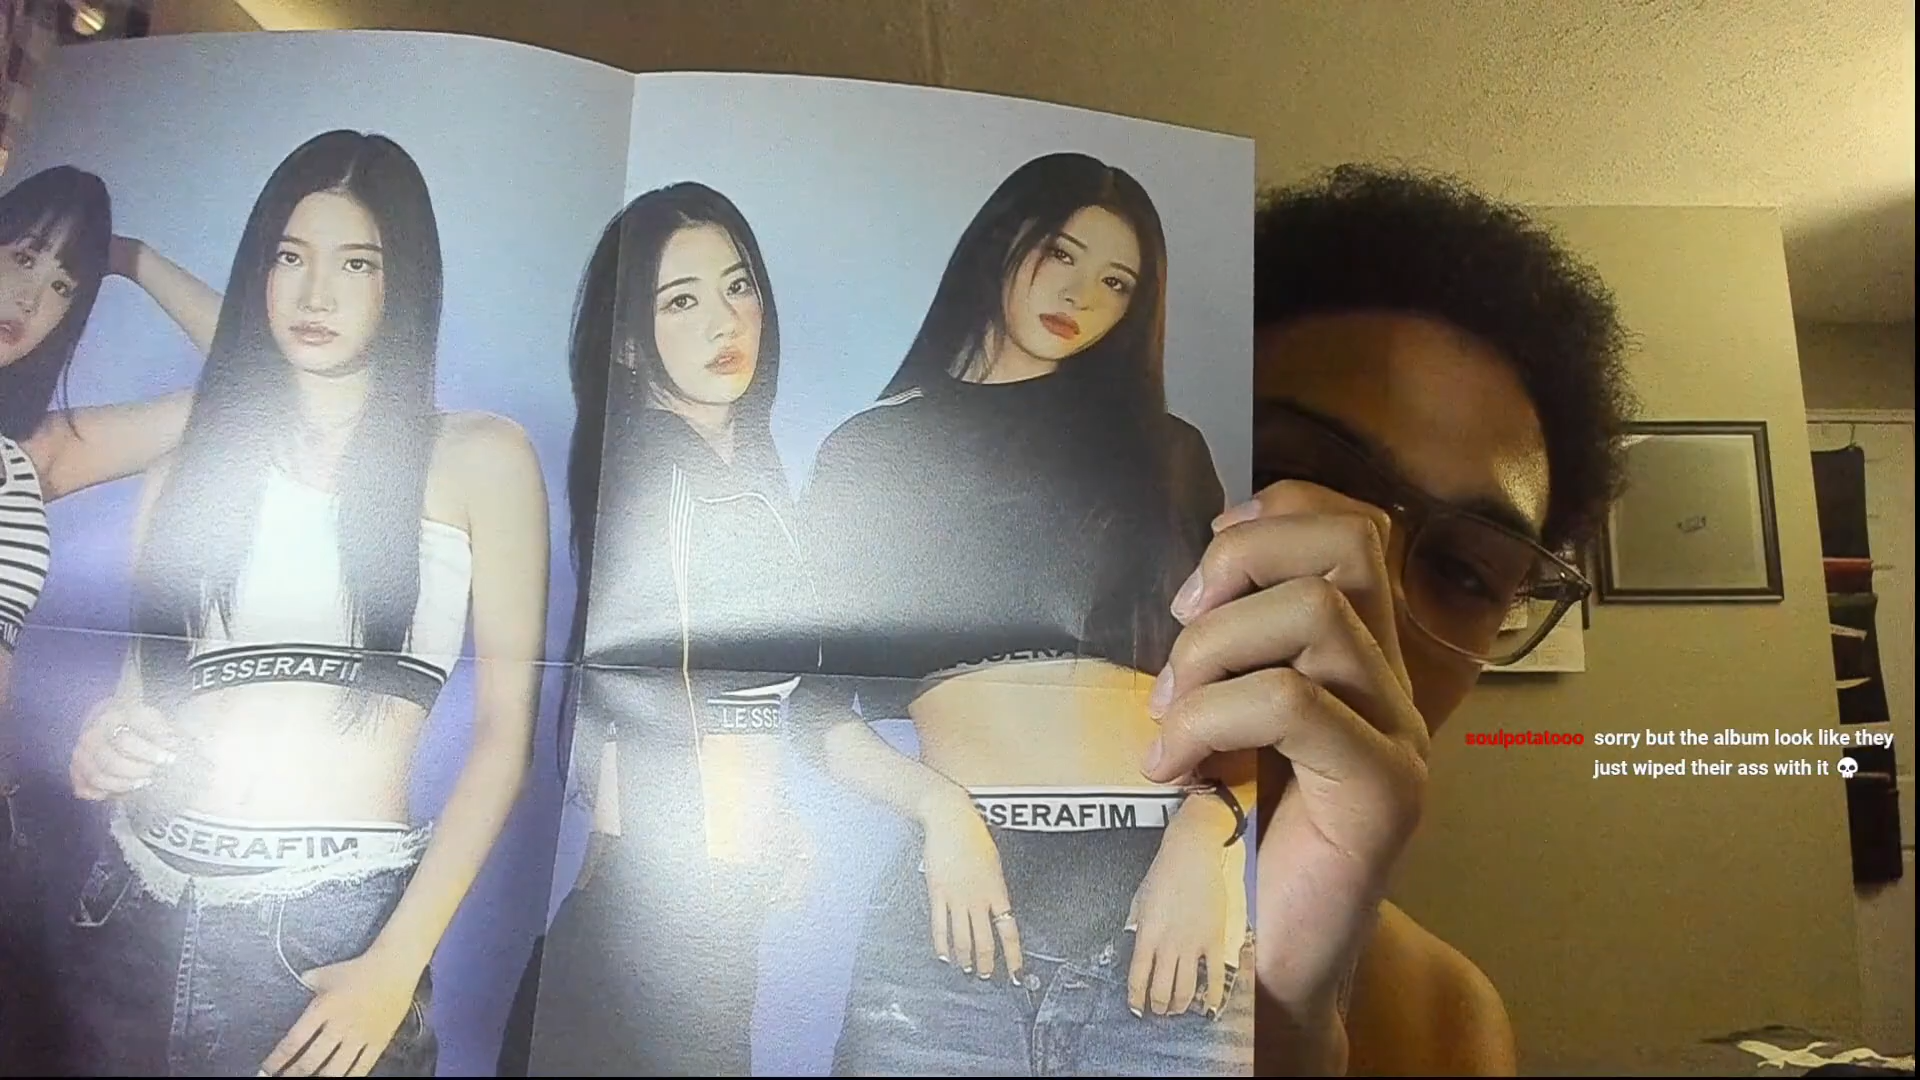 LE SSERAFI
LE SSE
SSERAFIM
SSERAFIM L
soulpotatooo sorry but the album look like they
just wiped their ass with it 💀